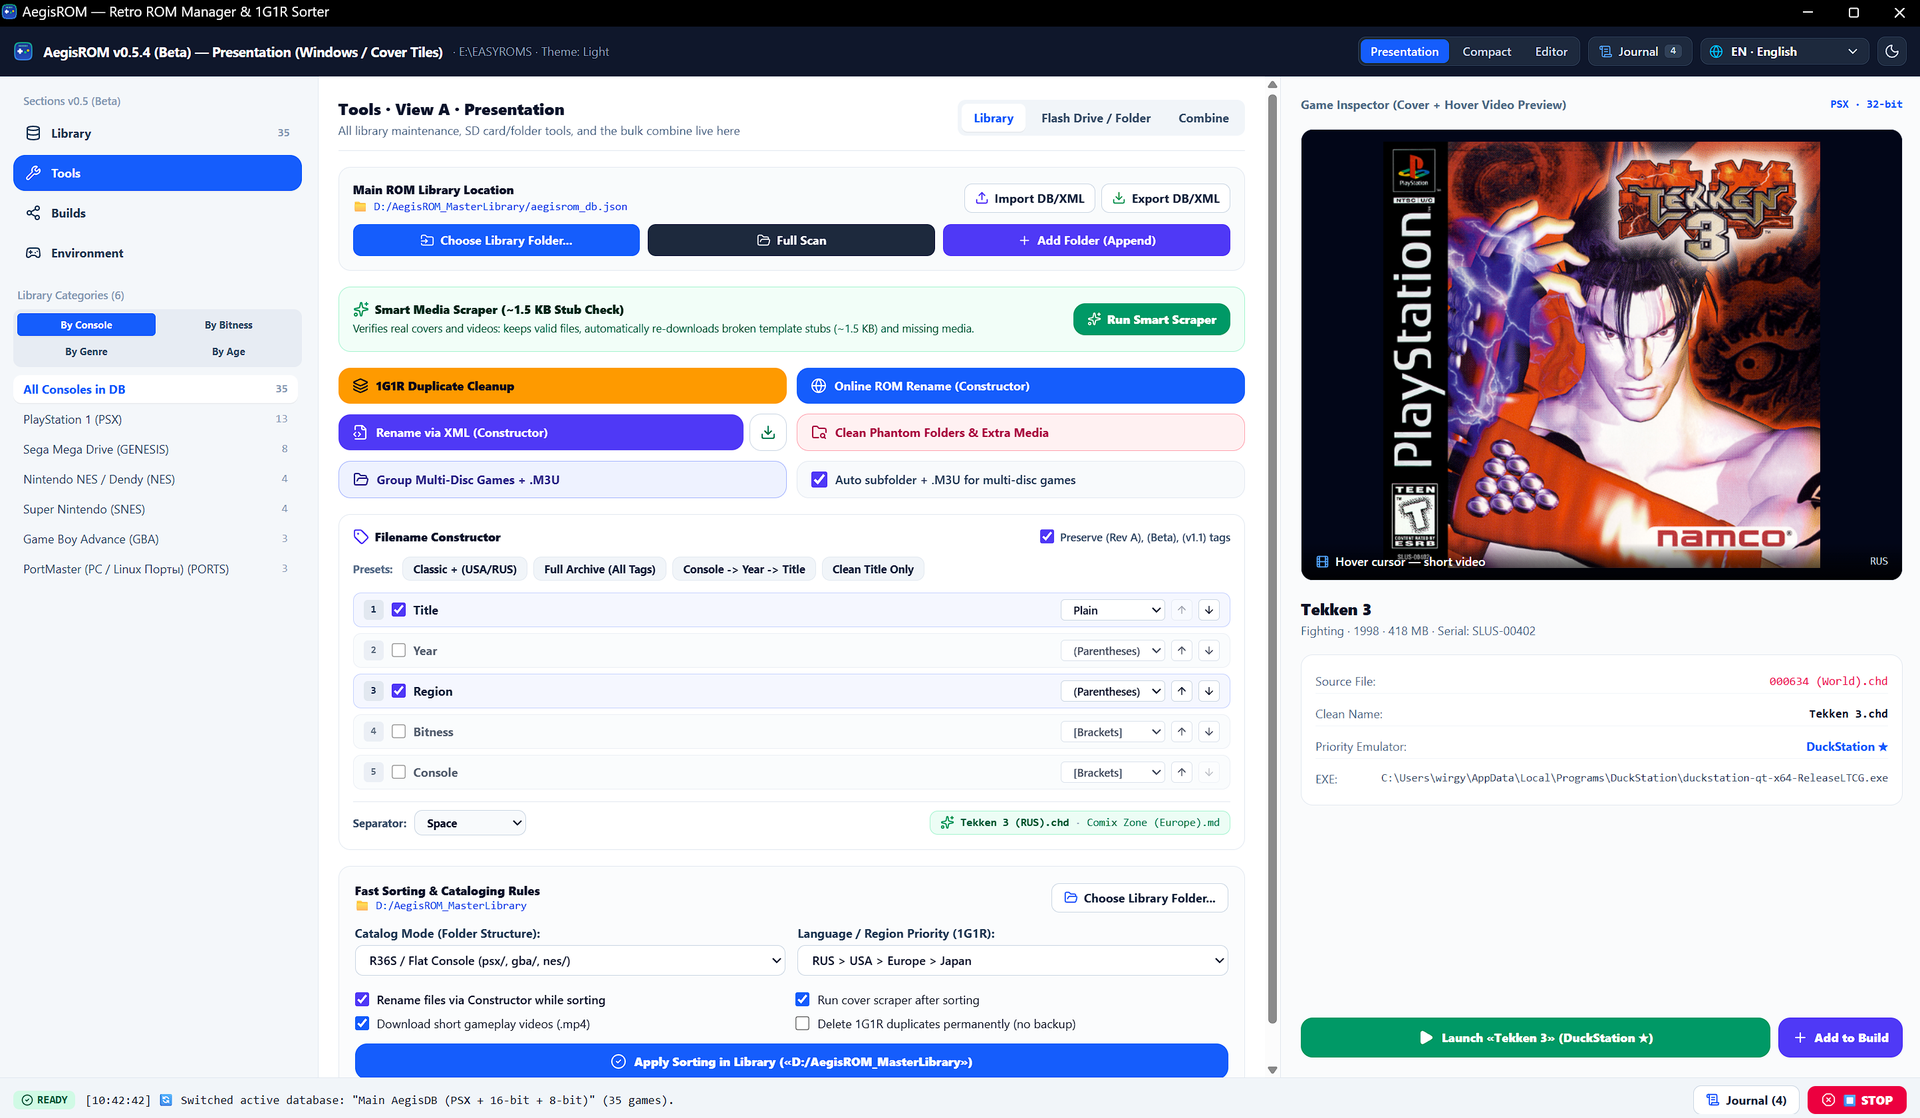 AegisROM — Retro ROM Manager & 1G1R Sorter
AegisROM v0.5.4 (Beta) — Presentation (Windows / Cover Tiles) · E:\EASYROMS · Theme: Light
Presentation Compact Editor Journal 4 EN · English
Sections v0.5 (Beta)
Library 35
Tools
Builds
Environment
Library Categories (6)
By Console By Bitness
By Genre By Age
All Consoles in DB 35
PlayStation 1 (PSX) 13
Sega Mega Drive (GENESIS) 8
Nintendo NES / Dendy (NES) 4
Super Nintendo (SNES) 4
Game Boy Advance (GBA) 3
PortMaster (PC / Linux Порты) (PORTS) 3
Tools · View A · Presentation
All library maintenance, SD card/folder tools, and the bulk combine live here
Library Flash Drive / Folder Combine
Main ROM Library Location
D:/AegisROM_MasterLibrary/aegisrom_db.json
Import DB/XML Export DB/XML
Choose Library Folder... Full Scan + Add Folder (Append)
Smart Media Scraper (~1.5 KB Stub Check)
Verifies real covers and videos: keeps valid files, automatically re-downloads broken template stubs (~1.5 KB) and missing media.
Run Smart Scraper
1G1R Duplicate Cleanup Online ROM Rename (Constructor)
Rename via XML (Constructor) Clean Phantom Folders & Extra Media
Group Multi-Disc Games + .M3U Auto subfolder + .M3U for multi-disc games
Filename Constructor Preserve (Rev A), (Beta), (v1.1) tags
Presets: Classic + (USA/RUS) Full Archive (All Tags) Console -> Year -> Title Clean Title Only
1 Title Plain
2 Year (Parentheses)
3 Region (Parentheses)
4 Bitness [Brackets]
5 Console [Brackets]
Separator: Space Tekken 3 (RUS).chd · Comix Zone (Europe).md
Fast Sorting & Cataloging Rules
D:/AegisROM_MasterLibrary
Choose Library Folder...
Catalog Mode (Folder Structure): Language / Region Priority (1G1R):
R36S / Flat Console (psx/, gba/, nes/) RUS > USA > Europe > Japan
Rename files via Constructor while sorting Run cover scraper after sorting
Download short gameplay videos (.mp4) Delete 1G1R duplicates permanently (no backup)
Apply Sorting in Library («D:/AegisROM_MasterLibrary»)
Game Inspector (Cover + Hover Video Preview) PSX · 32-bit
PlayStation
NTSC U/C
PlayStation
TEKKEN
3
TEEN
T
CONTENT RATED BY
ESRB
SLUS-00402
namco
Hover cursor — short video RUS
Tekken 3
Fighting · 1998 · 418 MB · Serial: SLUS-00402
Source File: 000634 (World).chd
Clean Name: Tekken 3.chd
Priority Emulator: DuckStation ★
EXE: C:\Users\wirgy\AppData\Local\Programs\DuckStation\duckstation-qt-x64-ReleaseLTCG.exe
Launch «Tekken 3» (DuckStation ★) + Add to Build
READY [10:42:42] Switched active database: "Main AegisDB (PSX + 16-bit + 8-bit)" (35 games).
Journal (4) STOP